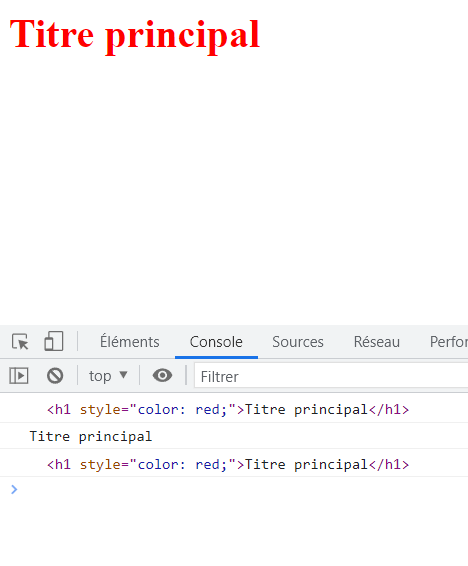 Titre principal
Éléments Console Sources Réseau
top Filtrer
<h1 style="color: red;">Titre principal</h1>
Titre principal
<h1 style="color: red;">Titre principal</h1>